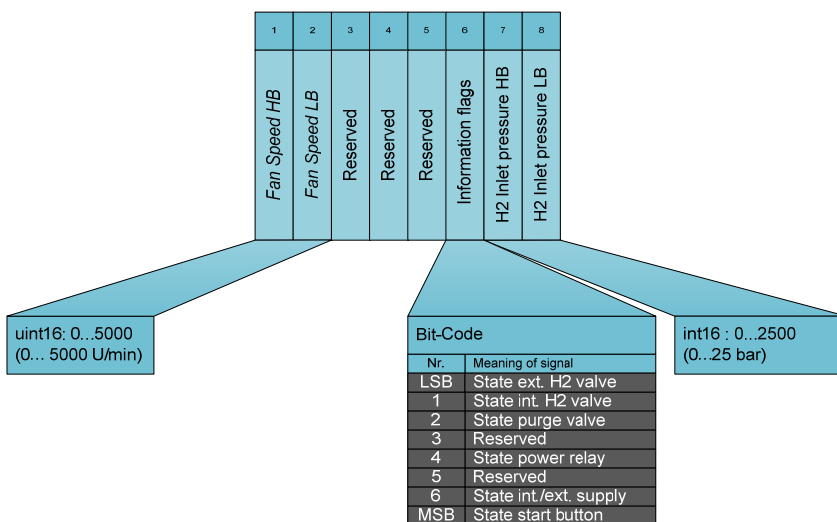 1 2 3 4 5 6 7 8
Fan Speed HB
Fan Speed LB
Reserved
Reserved
Reserved
Information flags
H2 Inlet pressure HB
H2 Inlet pressure LB
uint16: 0...5000
(0... 5000 U/min)
Bit-Code
Nr. Meaning of signal
LSB State ext. H2 valve
1 State int. H2 valve
2 State purge valve
3 Reserved
4 State power relay
5 Reserved
6 State int./ext. supply
MSB State start button
int16 : 0...2500
(0...25 bar)